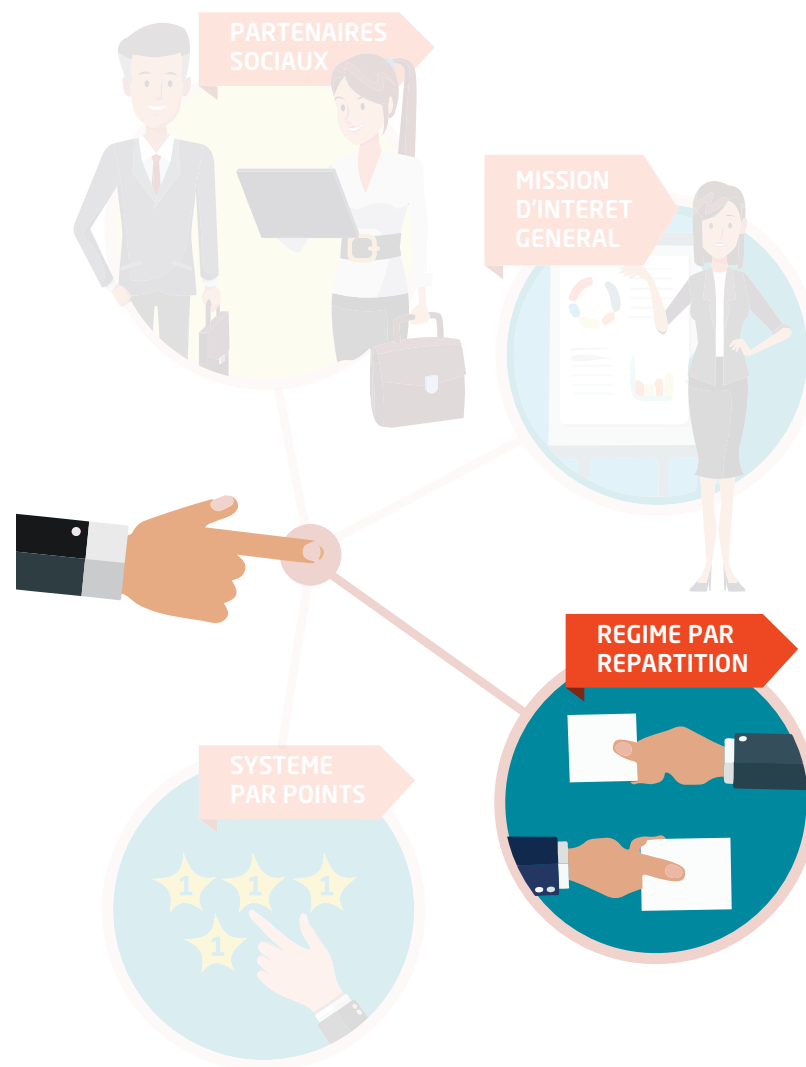 PARTENAIRES
SOCIAUX
MISSION
D'INTERET
GENERAL
REGIME PAR
REPARTITION
SYSTEME
PAR POINTS
1
1
1
1